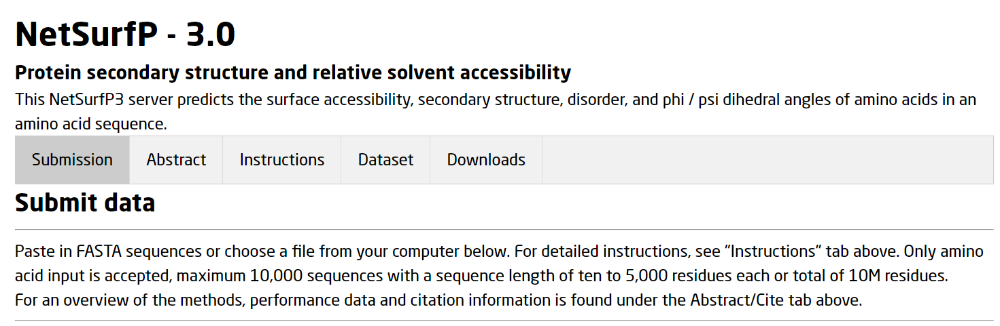 NetSurfP - 3.0
Protein secondary structure and relative solvent accessibility
This NetSurfP3 server predicts the surface accessibility, secondary structure, disorder, and phi / psi dihedral angles of amino acids in an
amino acid sequence.
Submission Abstract Instructions Dataset Downloads
Submit data
Paste in FASTA sequences or choose a file from your computer below. For detailed instructions, see "Instructions" tab above. Only amino
acid input is accepted, maximum 10,000 sequences with a sequence length of ten to 5,000 residues each or total of 10M residues.
For an overview of the methods, performance data and citation information is found under the Abstract/Cite tab above.